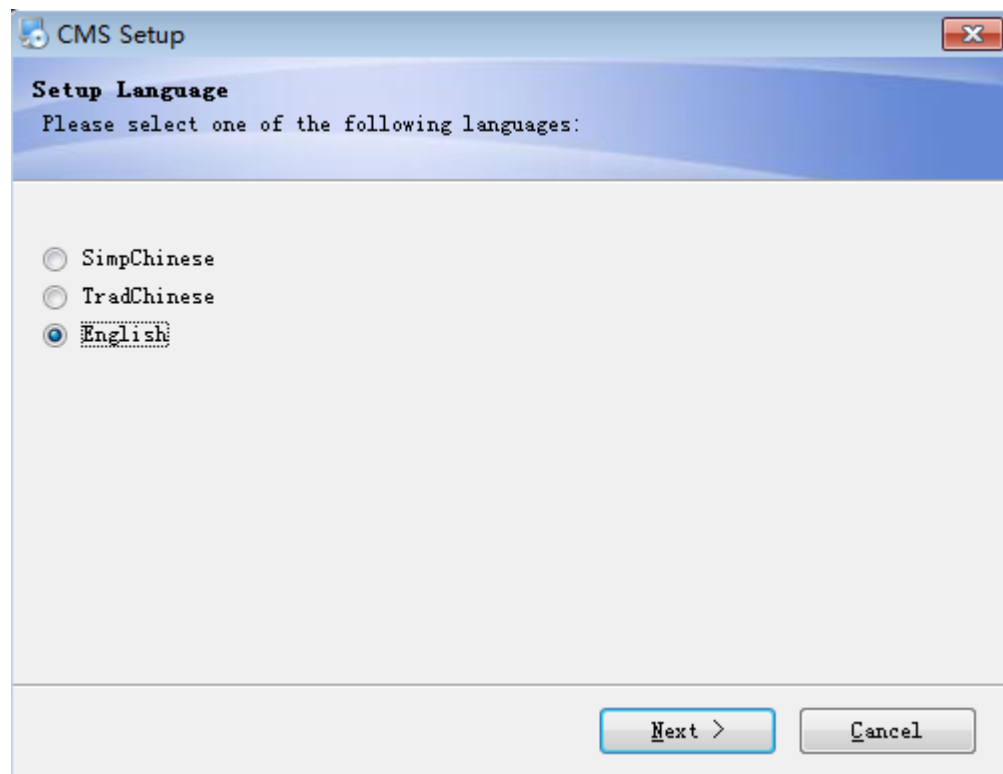 CMS Setup
Setup Language
Please select one of the following languages:
SimpChinese
TradChinese
English
Next >
Cancel